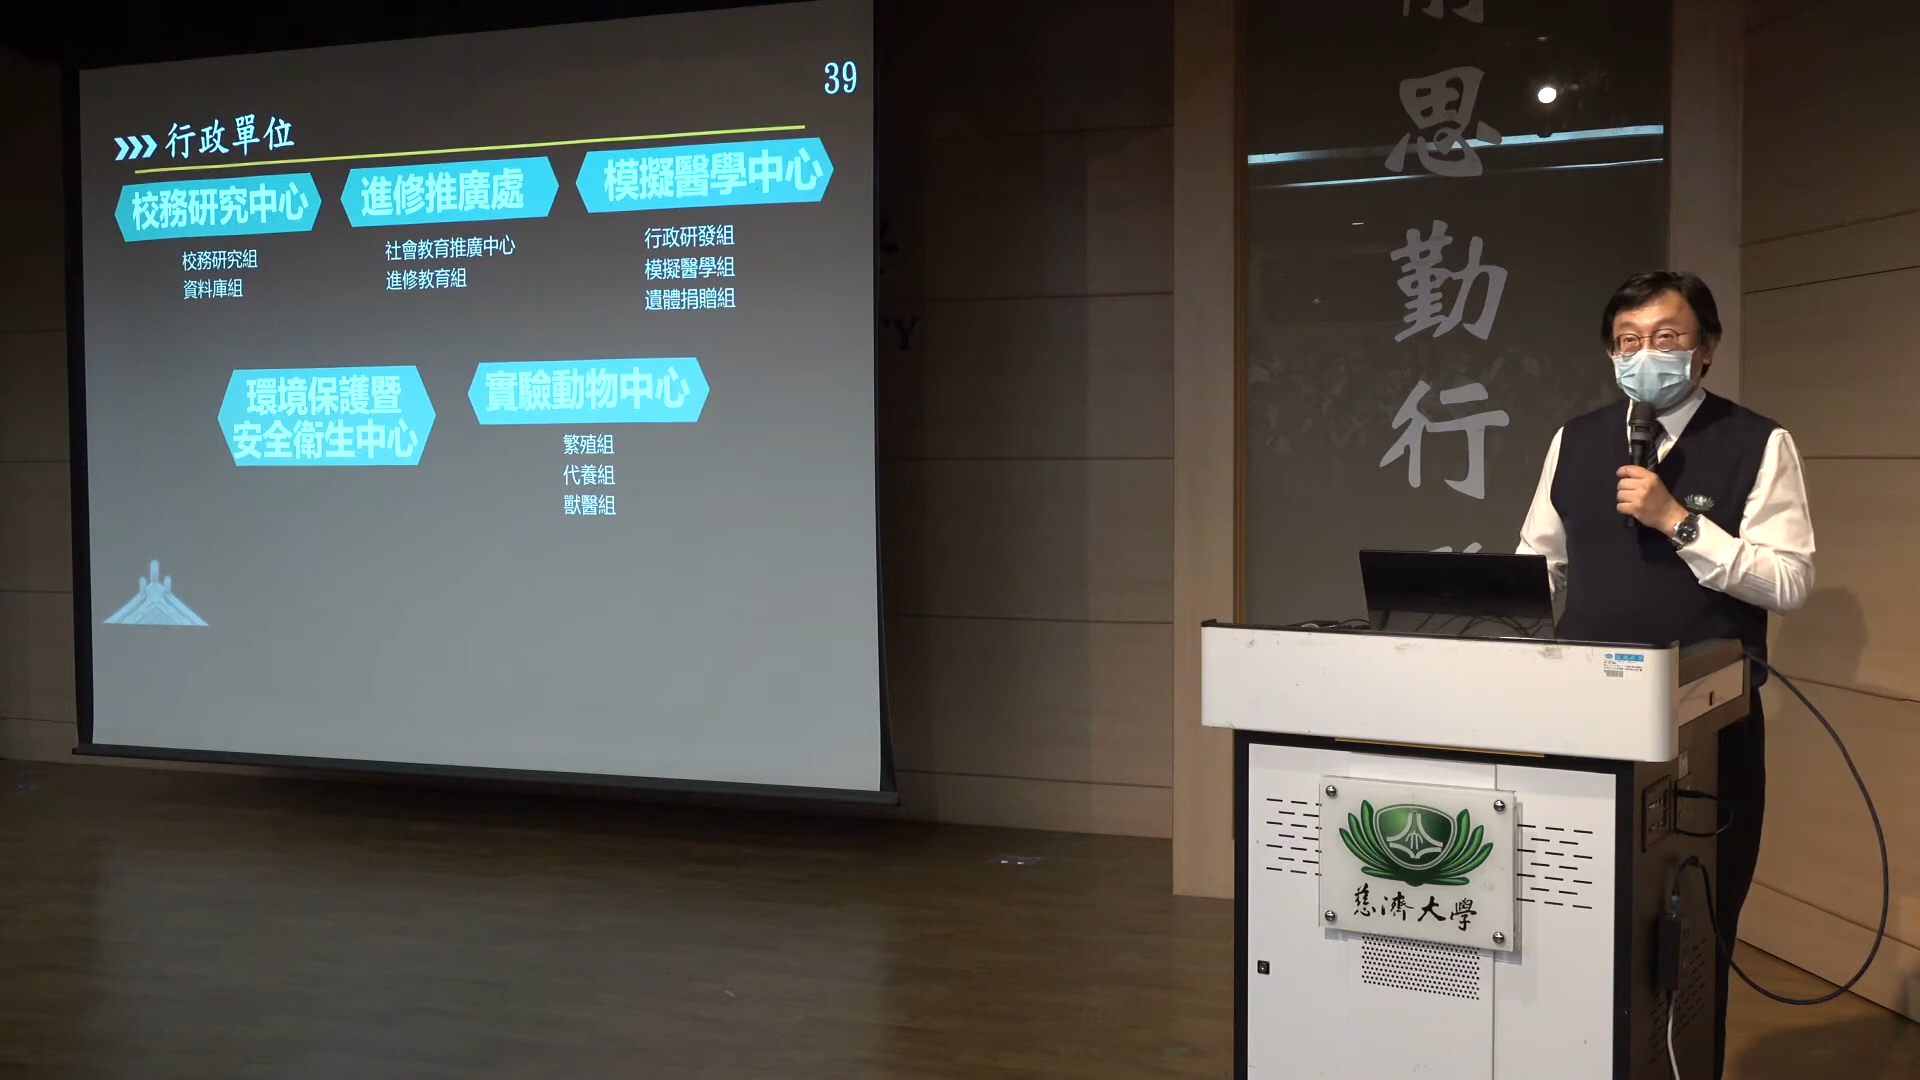 39
行政單位
校務研究中心
校務研究組
資料庫組
進修推廣處
社會教育推廣中心
進修教育組
模擬醫學中心
行政研發組
模擬醫學組
遺體捐贈組
環境保護暨
安全衛生中心
實驗動物中心
繁殖組
代養組
獸醫組
思
勤
行
慈濟大學